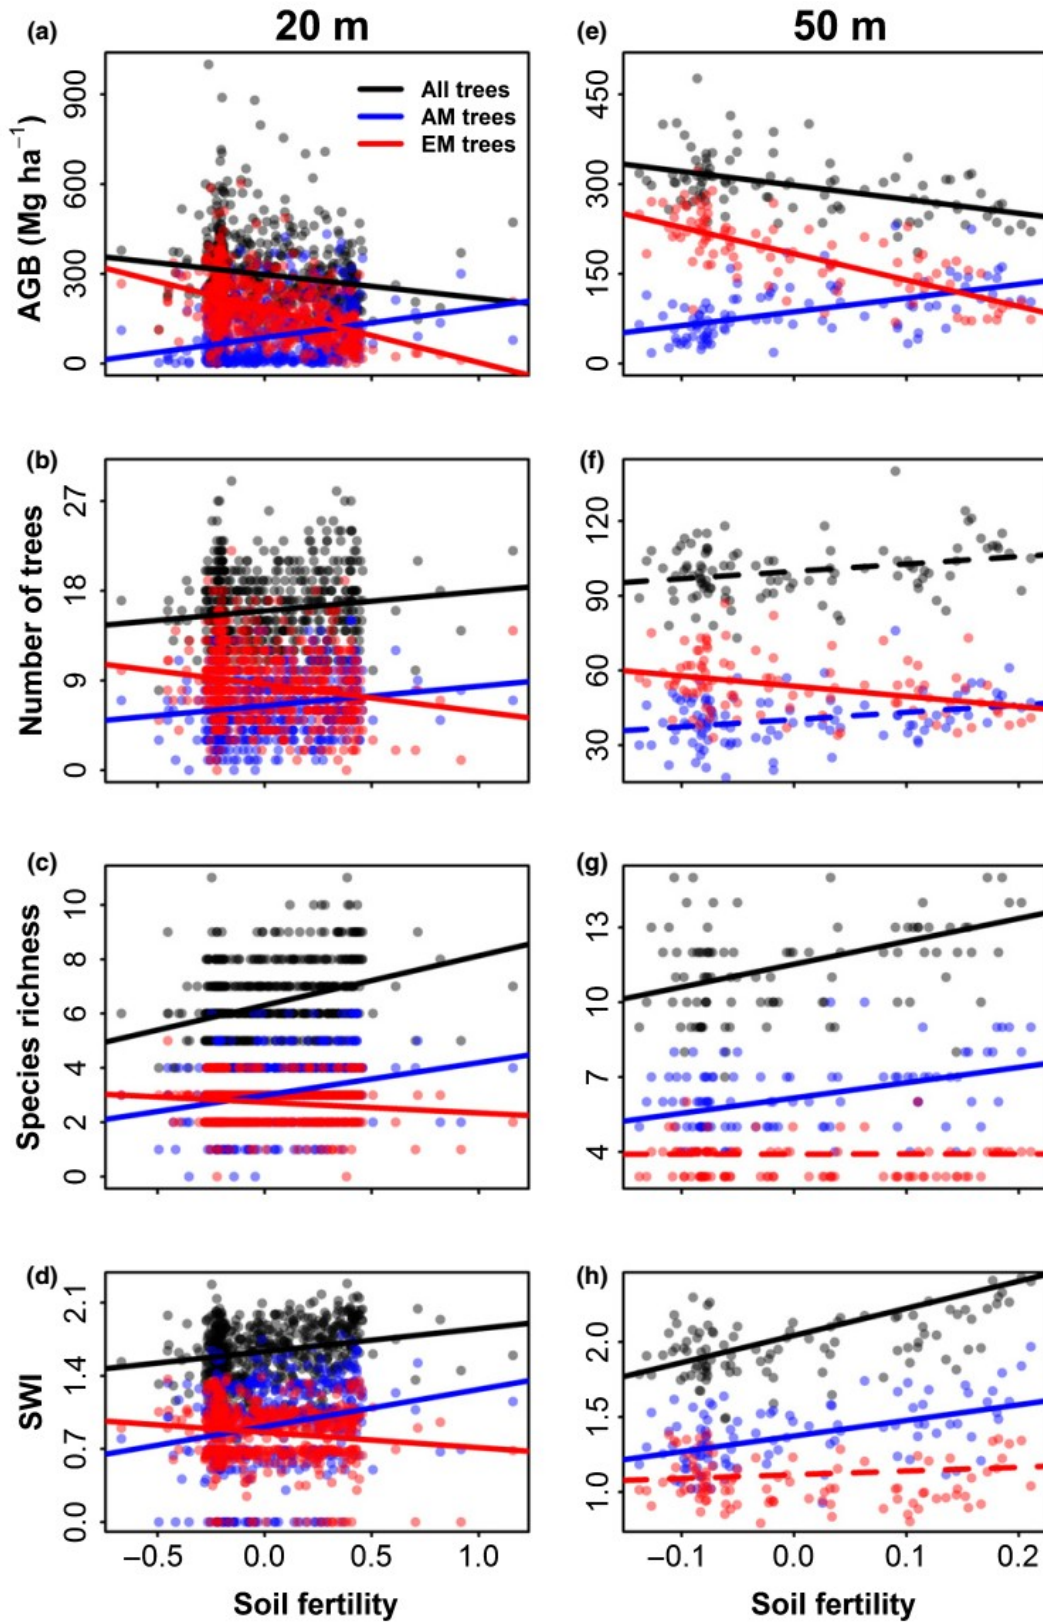 20 m
50 m
(a)
(e)
All trees
AM trees
EM trees
AGB (Mg ha⁻¹)
0 300 600 900
0 150 300 450
(b)
(f)
Number of trees
0 9 18 27
30 60 90 120
(c)
(g)
Species richness
0 2 4 6 8 10
4 7 10 13
(d)
(h)
SWI
0.0 0.7 1.4 2.1
1.0 1.5 2.0
−0.5 0.0 0.5 1.0
−0.1 0.0 0.1 0.2
Soil fertility
Soil fertility